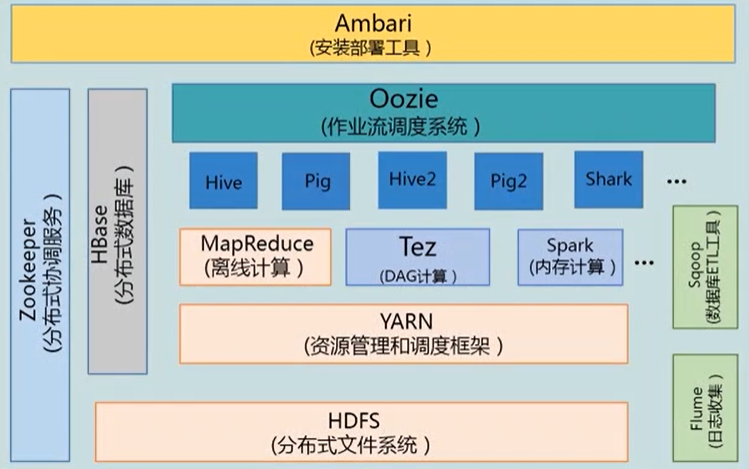 Ambari
(安装部署工具)
Oozie
(作业流调度系统)
Zookeeper
(分布式协调服务)
HBase
(分布式数据库)
Hive
Pig
Hive2
Pig2
Shark
...
MapReduce
(离线计算)
Tez
(DAG计算)
Spark
(内存计算)
...
Sqoop
(数据库ETL工具)
YARN
(资源管理和调度框架)
Flume
(日志收集)
HDFS
(分布式文件系统)